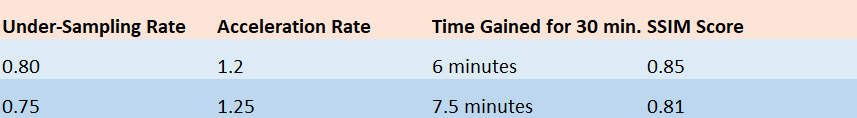 Under-Sampling Rate Acceleration Rate Time Gained for 30 min. SSIM Score
0.80 1.2 6 minutes 0.85
0.75 1.25 7.5 minutes 0.81